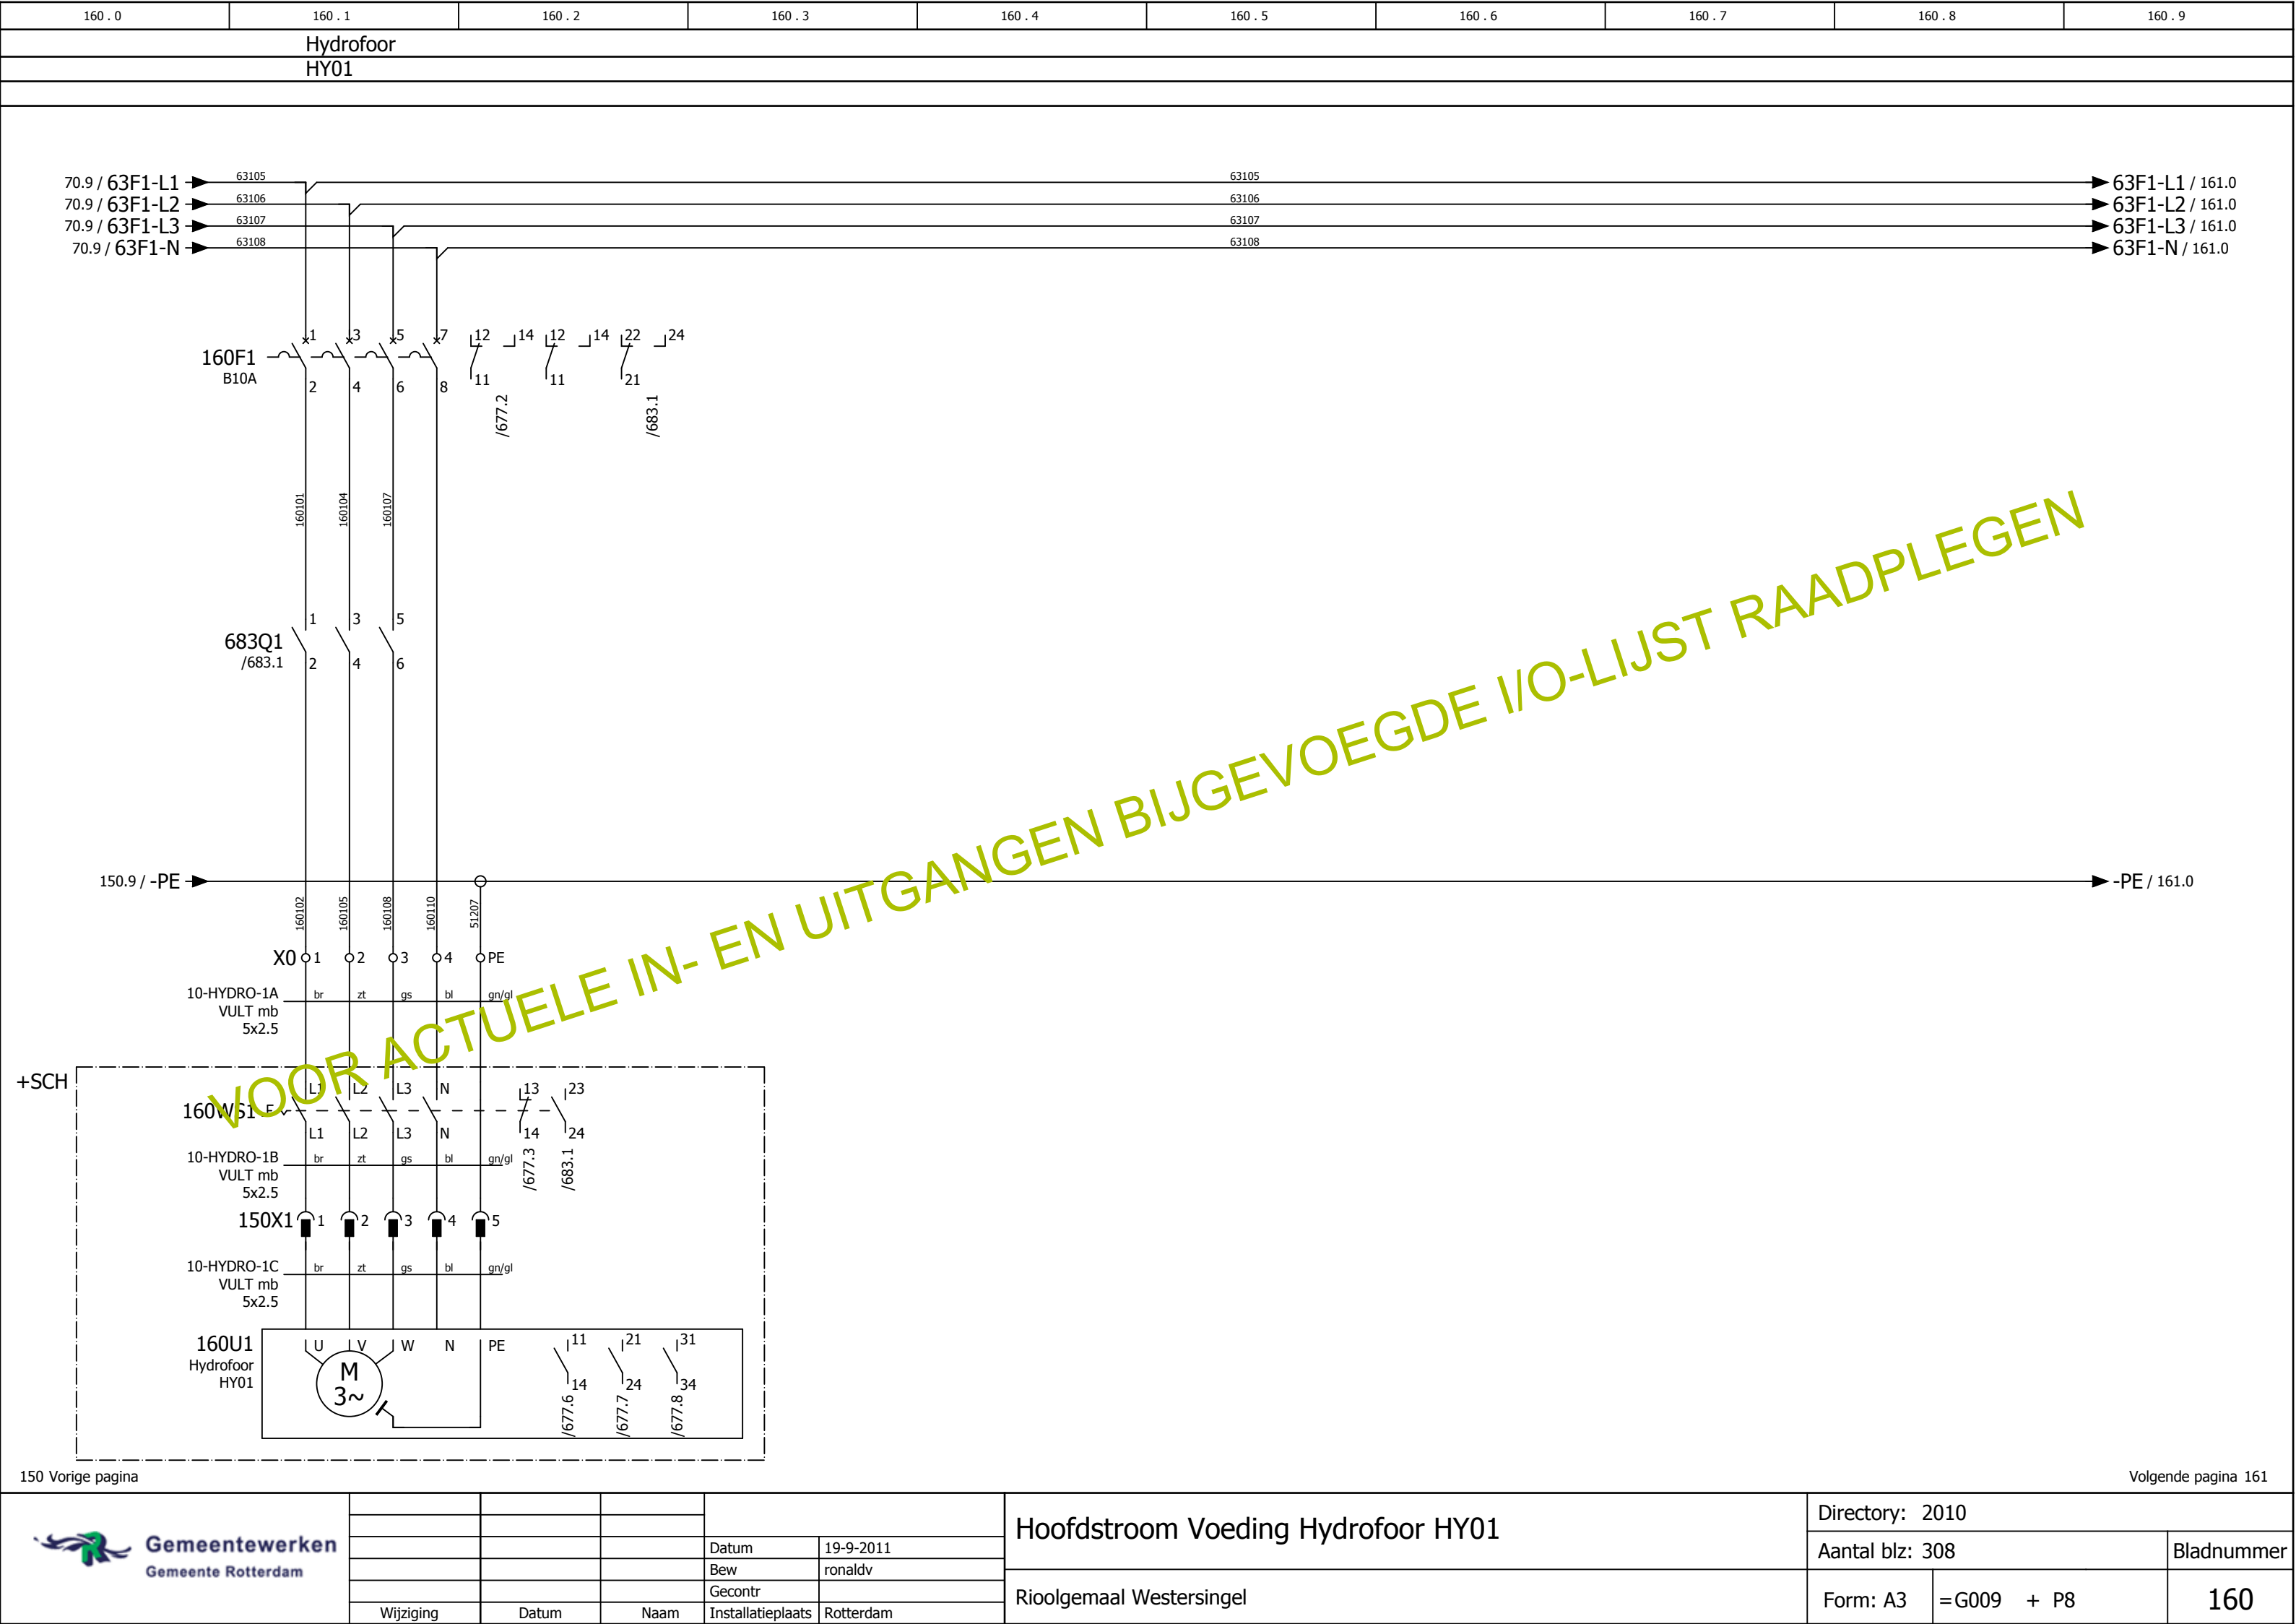 160 . 0 160 . 1 160 . 2 160 . 3 160 . 4 160 . 5 160 . 6 160 . 7 160 . 8 160 . 9
Hydrofoor
HY01
70.9 / 63F1-L1 63105 63105 63F1-L1 / 161.0
70.9 / 63F1-L2 63106 63106 63F1-L2 / 161.0
70.9 / 63F1-L3 63107 63107 63F1-L3 / 161.0
70.9 / 63F1-N 63108 63108 63F1-N / 161.0
1 3 5 7 12 14 12 14 22 24
160F1
B10A
2 4 6 8 11 11 21
/677.2 /683.1
160101 160104 160107
1 3 5
683Q1
/683.1
2 4 6
150.9 / -PE -PE / 161.0
160102 160105 160108 160110 51207
X0 1 2 3 4 PE
10-HYDRO-1A br zt gs bl gn/gl
VULT mb
5x2.5
VOOR ACTUELE IN- EN UITGANGEN BIJGEVOEGDE I/O-LIJST RAADPLEGEN
+SCH
L1 L2 L3 N 13 23
160WS1
L1 L2 L3 N 14 24
/677.3 /683.1
10-HYDRO-1B br zt gs bl gn/gl
VULT mb
5x2.5
150X1 1 2 3 4 5
10-HYDRO-1C br zt gs bl gn/gl
VULT mb
5x2.5
160U1 U V W N PE 11 21 31
Hydrofoor
HY01
M
3~
14 24 34
/677.6 /677.7 /677.8
150 Vorige pagina Volgende pagina 161
Gemeentewerken
Gemeente Rotterdam
Wijziging Datum Naam
Datum 19-9-2011
Bew ronaldv
Gecontr
Installatieplaats Rotterdam
Hoofdstroom Voeding Hydrofoor HY01
Rioolgemaal Westersingel
Directory: 2010
Aantal blz: 308 Bladnummer
Form: A3 =G009 + P8 160